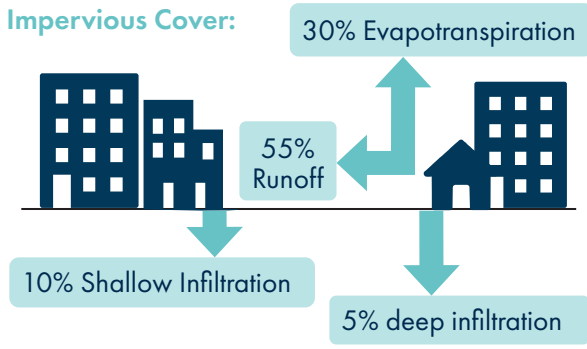 Impervious Cover:
30% Evapotranspiration
55%
Runoff
10% Shallow Infiltration
5% deep infiltration